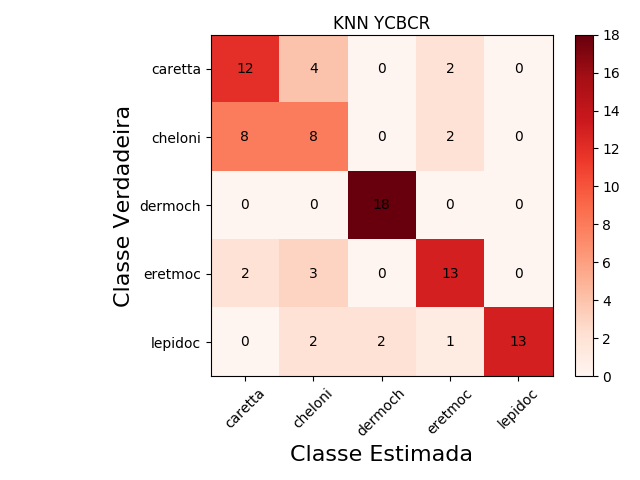 KNN YCBCR
Classe Verdadeira
caretta 12 4 0 2 0
cheloni 8 8 0 2 0
dermoch 0 0 18 0 0
eretmoc 2 3 0 13 0
lepidoc 0 2 2 1 13
caretta cheloni dermoch eretmoc lepidoc
Classe Estimada
18
16
14
12
10
8
6
4
2
0